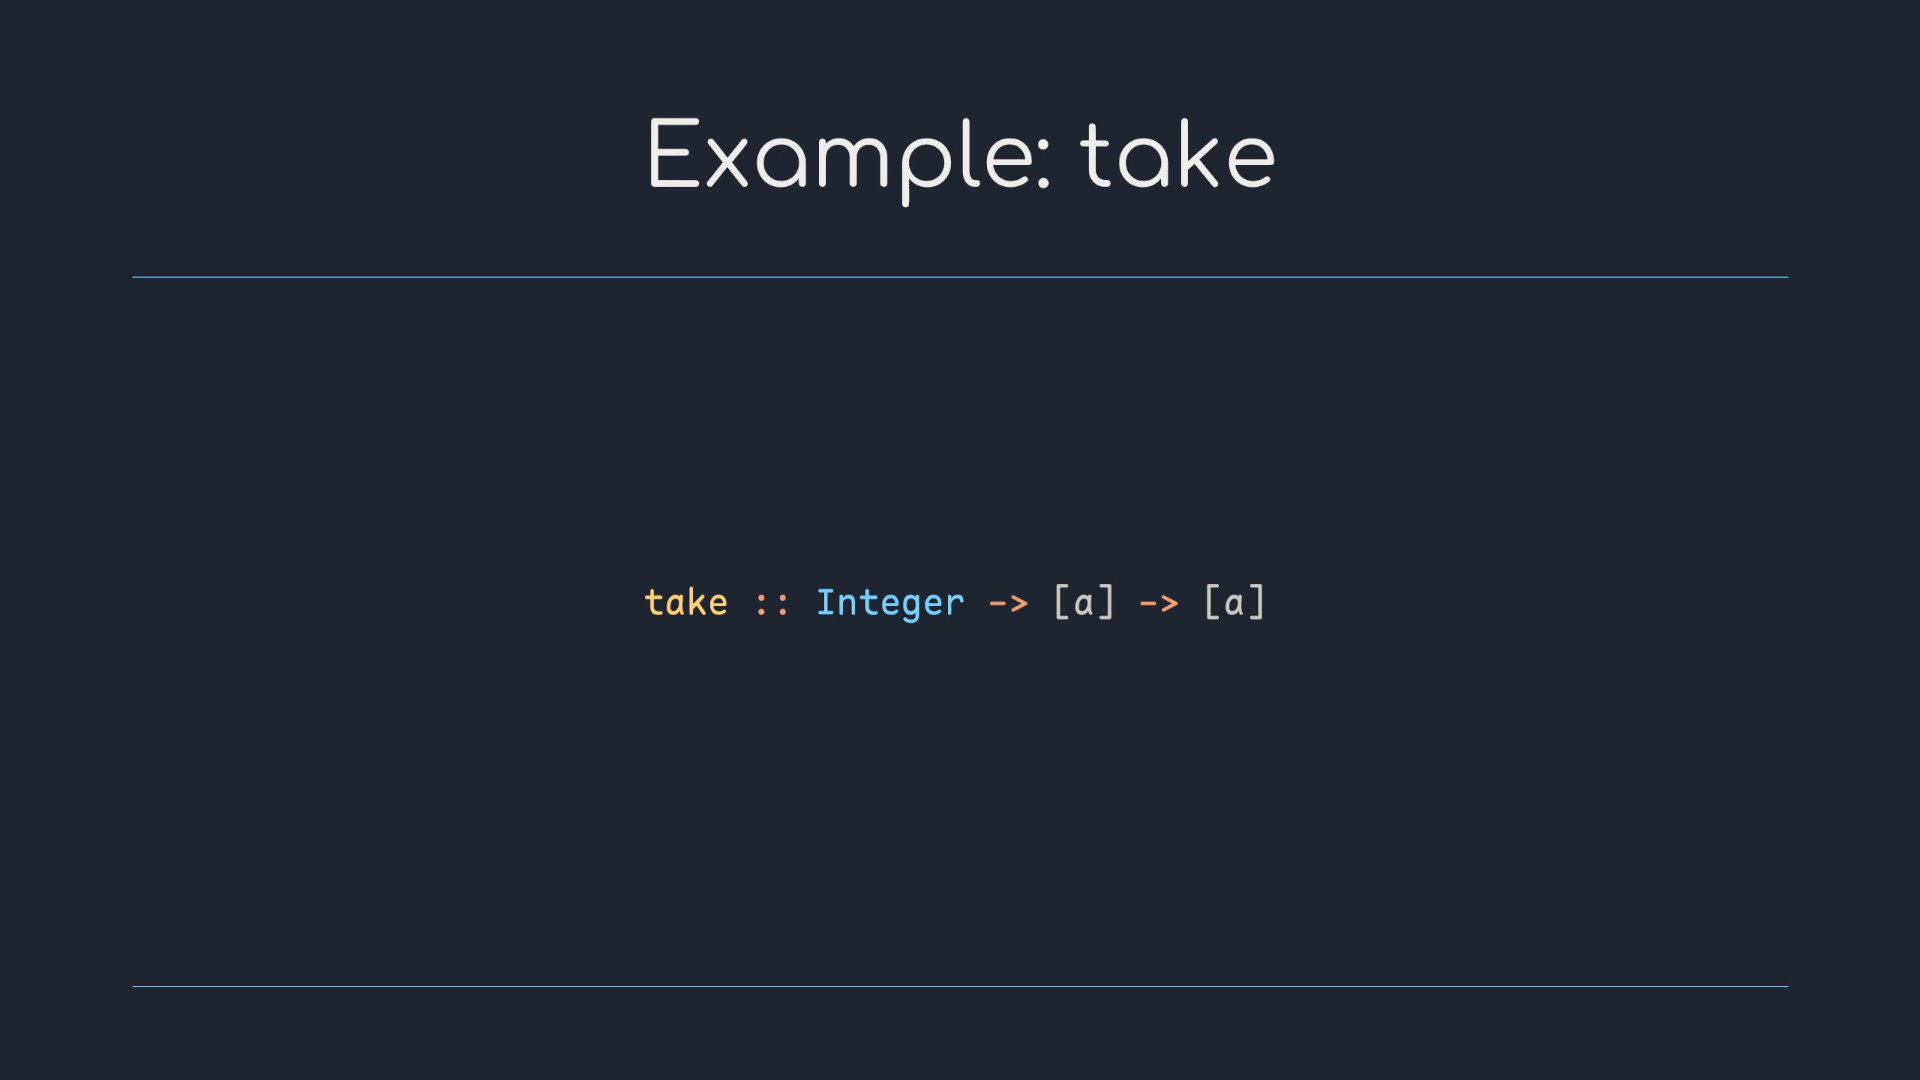 Example: take
take :: Integer -> [a] -> [a]